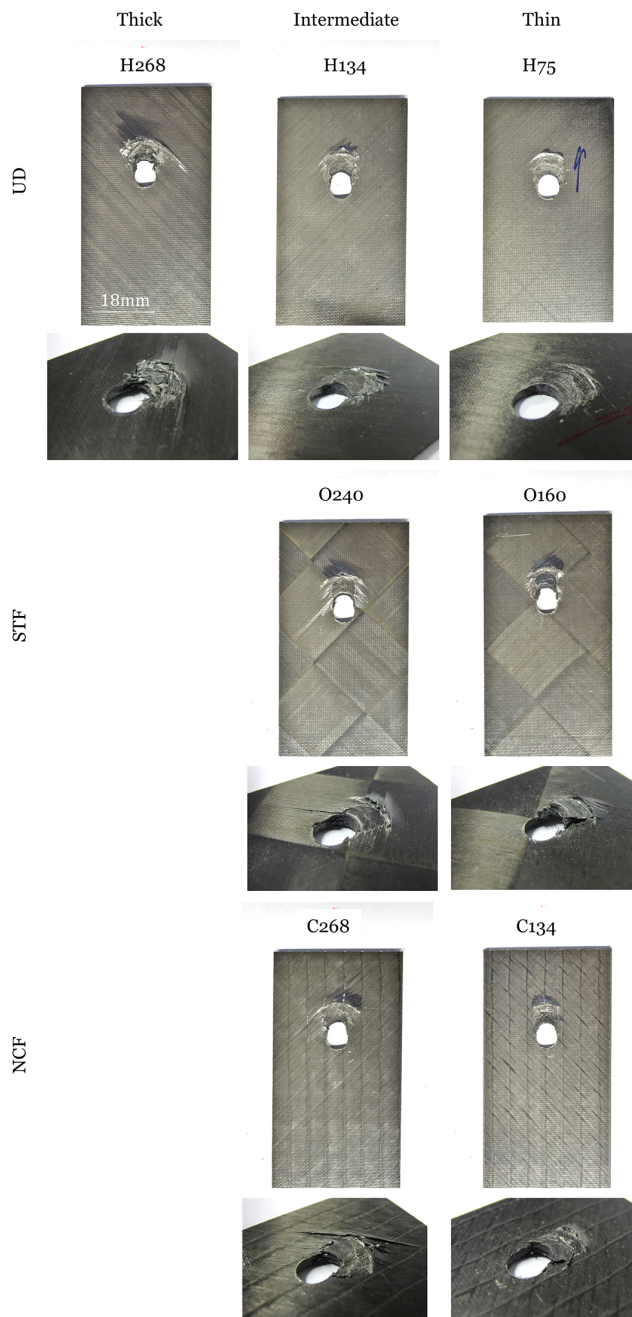 Thick Intermediate Thin
H268 H134 H75
UD
18mm
O240 O160
STF
C268 C134
NCF